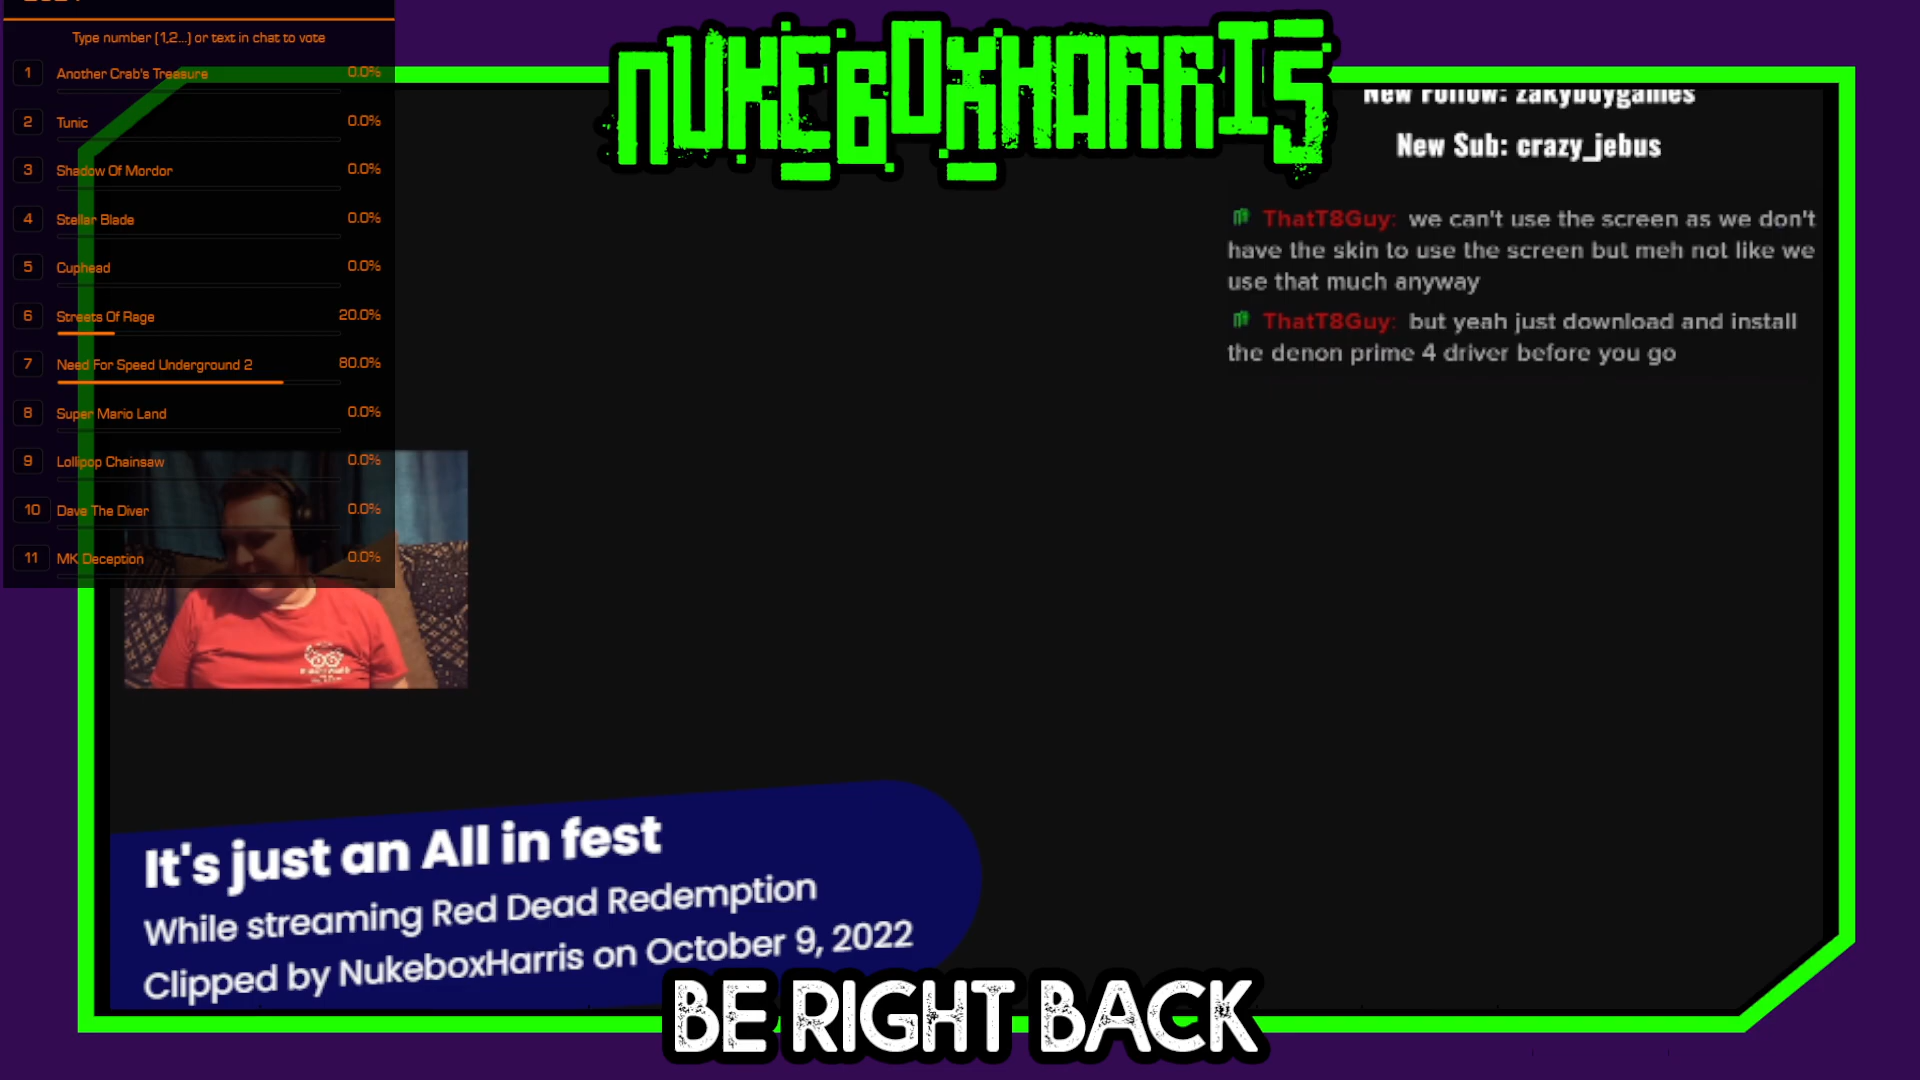 Type number (1,2...) or text in chat to vote
1 Another Crab's Treasure 0.0%
2 Tunic 0.0%
3 Shadow Of Mordor 0.0%
4 Stellar Blade 0.0%
5 Cuphead 0.0%
6 Streets Of Rage 20.0%
7 Need For Speed Underground 2 80.0%
8 Super Mario Land 0.0%
9 Lollipop Chainsaw 0.0%
10 Dave The Diver 0.0%
11 MK Deception 0.0%
NUKEBOXHARRIS
New Follow: zakyboygames
New Sub: crazy_jebus
ThatT8Guy: we can't use the screen as we don't
have the skin to use the screen but meh not like we
use that much anyway
ThatT8Guy: but yeah just download and install
the denon prime 4 driver before you go
It's just an All in fest
While streaming Red Dead Redemption
Clipped by NukeboxHarris on October 9, 2022
BE RIGHT BACK